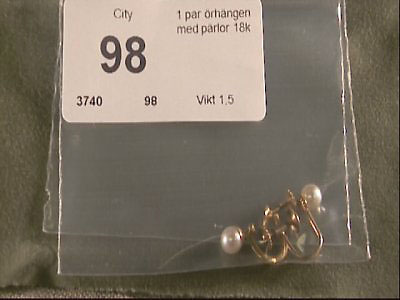 City
1 par örhängen
med pärlor 18k
98
3740 98 Vikt 1,5